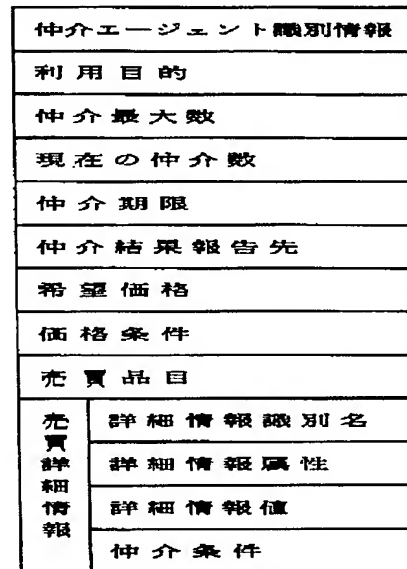 仲介エージェント識別情報
利用目的
仲介最大数
現在の仲介数
仲介期限
仲介結果報告先
希望価格
価格条件
売買品目
売買詳細情報
詳細情報識別名
詳細情報属性
詳細情報値
仲介条件